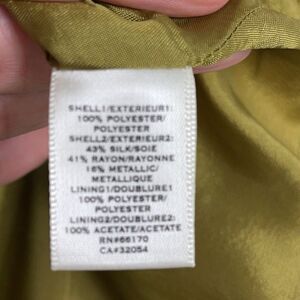 SHELL1/EXTERIEUR1:
100% POLYESTER/
POLYESTER
SHELL2/EXTERIEUR2:
43% SILK/SOIE
41% RAYON/RAYONNE
16% METALLIC/
METALLIQUE
LINING1/DOUBLURE1
100% POLYESTER/
POLYESTER
LINING2/DOUBLURE2:
100% ACETATE/ACETATE
RN#66170
CA#32054